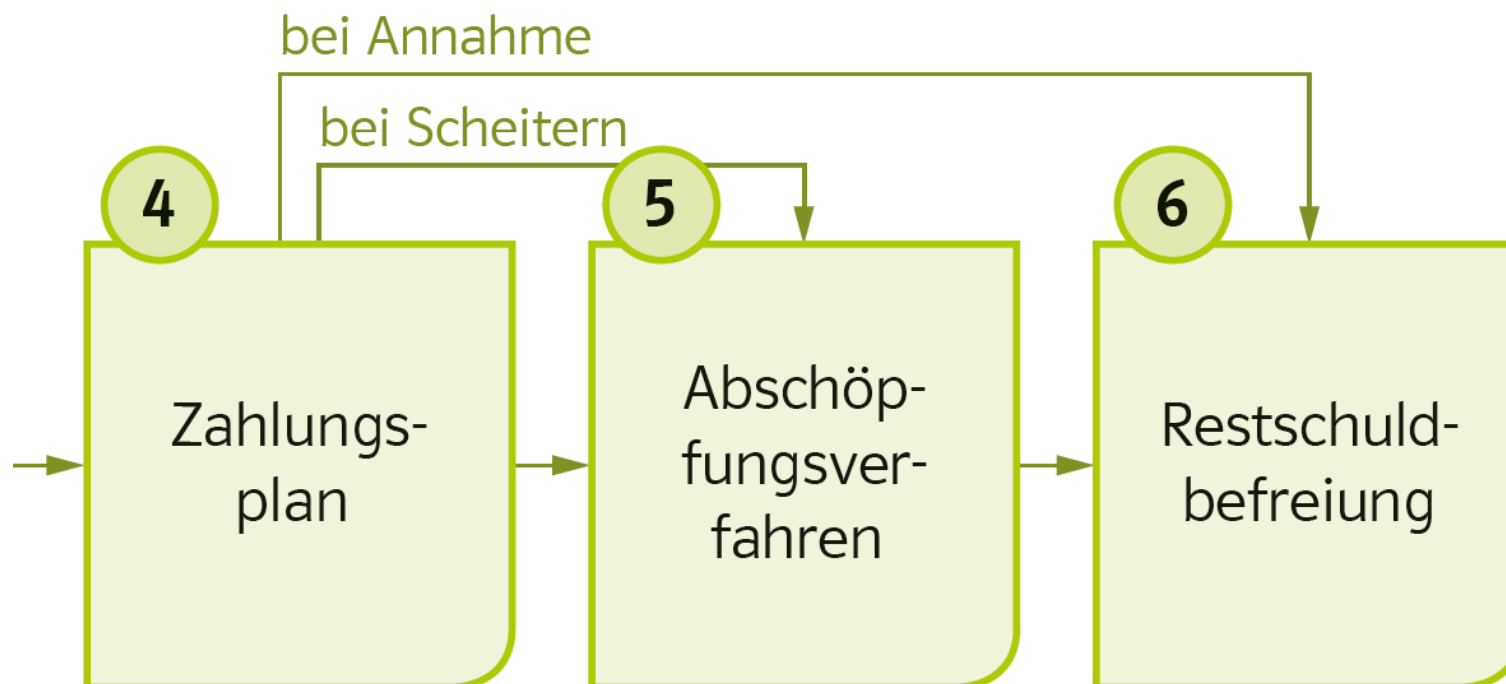 bei Annahme
bei Scheitern
4
5
6
Zahlungs-
plan
Abschöp-
fungsver-
fahren
Restschuld-
befreiung